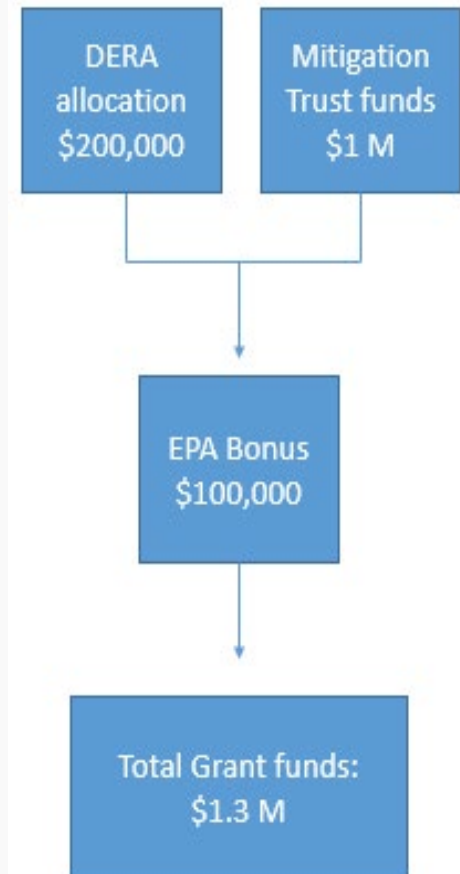 DERA
allocation
$200,000
Mitigation
Trust funds
$1 M
EPA Bonus
$100,000
Total Grant funds:
$1.3 M